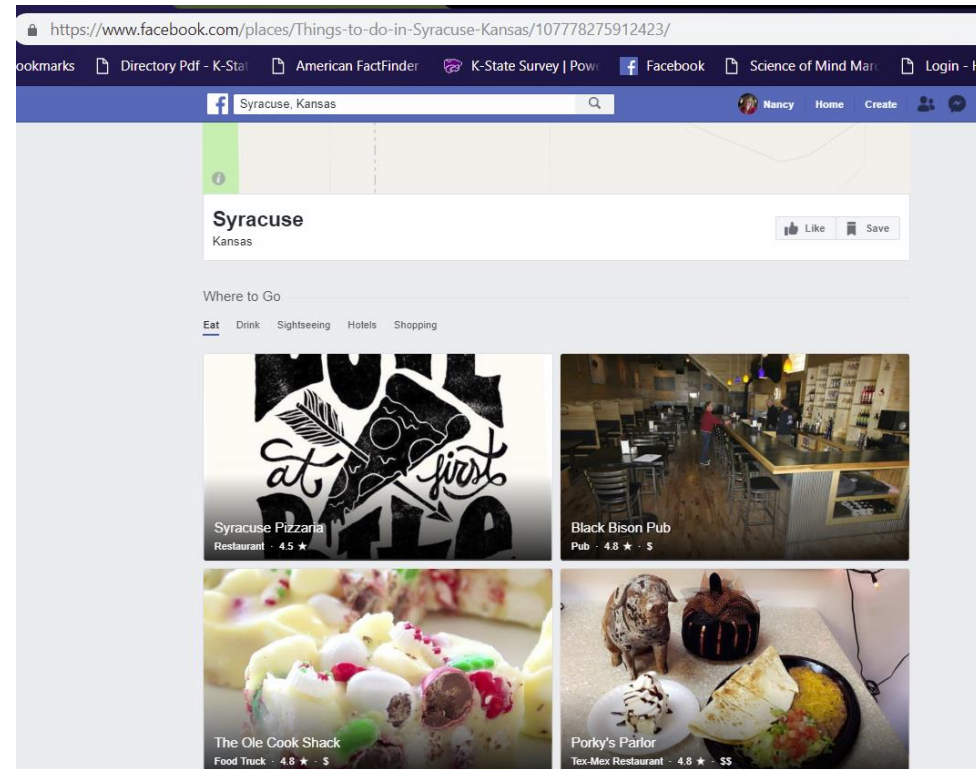 https://www.facebook.com/places/Things-to-do-in-Syracuse-Kansas/107778275912423/
ookmarks Directory Pdf - K-Stat American FactFinder K-State Survey | Powe Facebook Science of Mind Marc Login - H
f Syracuse, Kansas Nancy Home Create
Syracuse
Kansas
Like Save
Where to Go
Eat Drink Sightseeing Hotels Shopping
at first
Syracuse Pizzaria
Restaurant · 4.5 ★
Black Bison Pub
Pub · 4.8 ★ · $
The Ole Cook Shack
Food Truck · 4.8 ★ · $
Porky's Parlor
Tex-Mex Restaurant · 4.8 ★ · $$